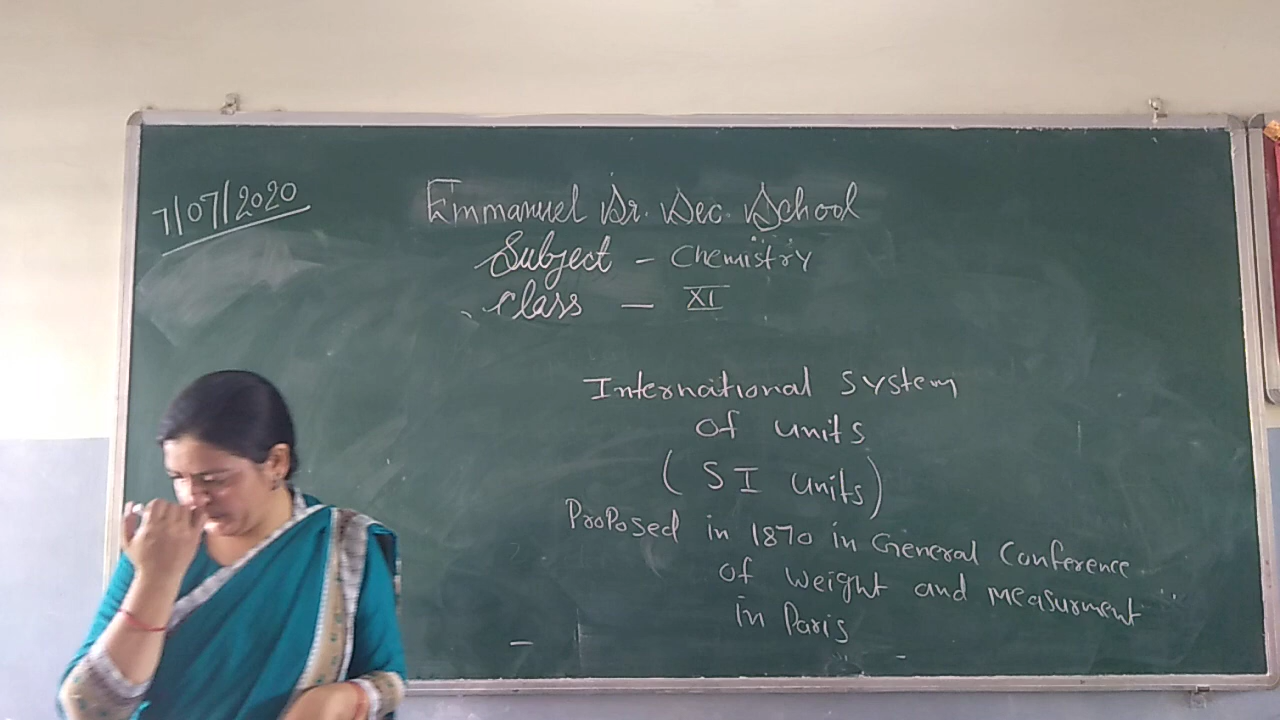 7/07/2020
Emmanuel Sr. Sec. School
Subject - Chemistry
Class - XI
International System
of units
(SI units)
Proposed in 1870 in General Conference
of weight and measurment
in Paris